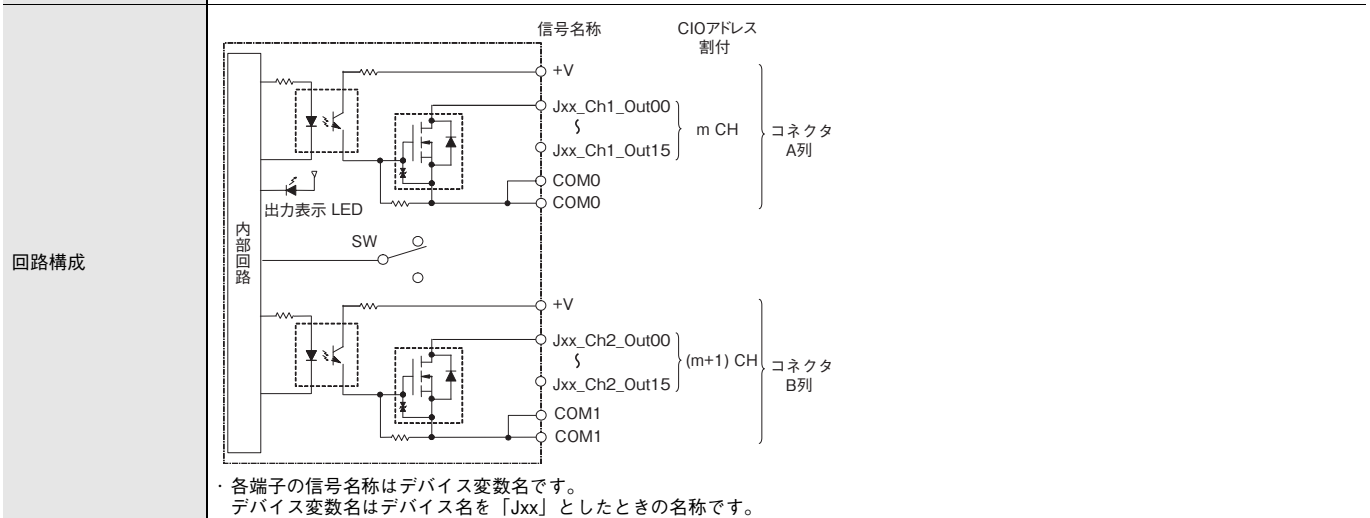 回路構成
信号名称
CIOアドレス
割付
+V
Jxx_Ch1_Out00
～
Jxx_Ch1_Out15
COM0
COM0
m CH
コネクタ
A列
出力表示 LED
内部回路
SW
+V
Jxx_Ch2_Out00
～
Jxx_Ch2_Out15
COM1
COM1
(m+1) CH
コネクタ
B列
・各端子の信号名称はデバイス変数名です。
デバイス変数名はデバイス名を「Jxx」としたときの名称です。